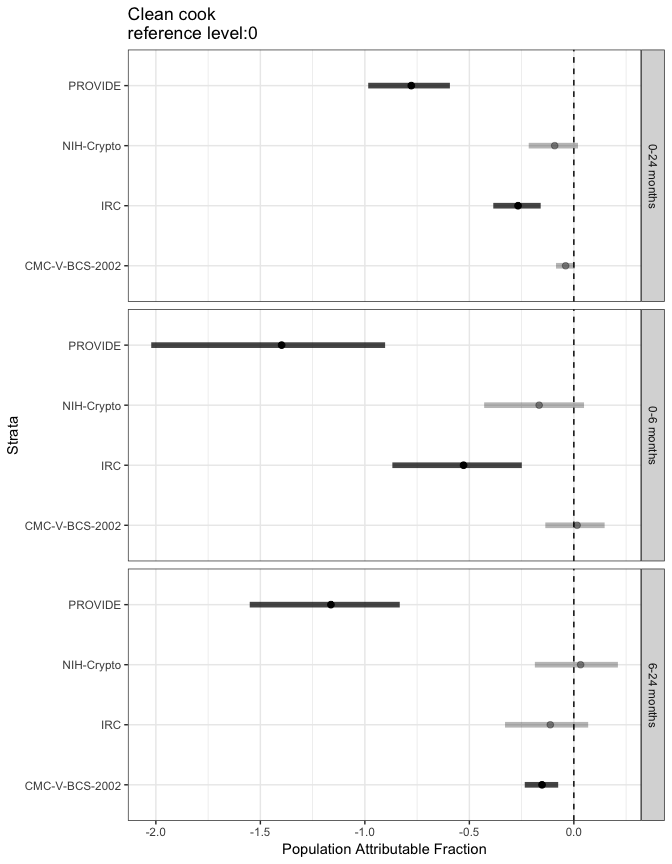 Clean cook
reference level:0
PROVIDE
NIH-Crypto
IRC
CMC-V-BCS-2002
0-24 months
PROVIDE
NIH-Crypto
IRC
CMC-V-BCS-2002
0-6 months
PROVIDE
NIH-Crypto
IRC
CMC-V-BCS-2002
6-24 months
Strata
-2.0 -1.5 -1.0 -0.5 0.0
Population Attributable Fraction